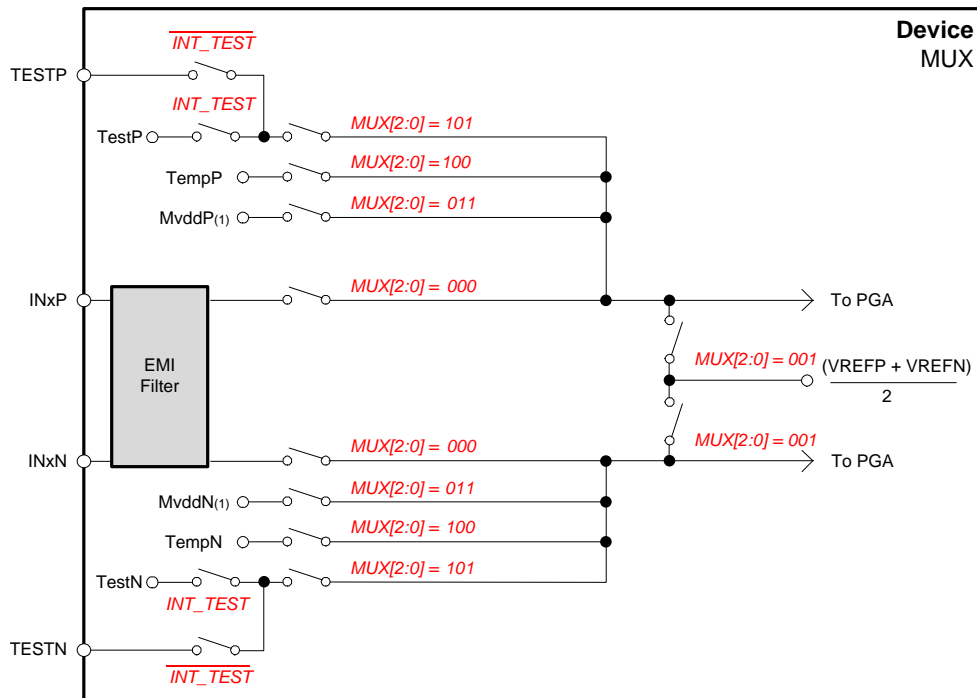 Device
MUX
INT_TEST
TESTP
INT_TEST
TestP
MUX[2:0] = 101
TempP
MUX[2:0] = 100
MvddP(1)
MUX[2:0] = 011
INxP
MUX[2:0] = 000
To PGA
EMI
Filter
MUX[2:0] = 001
(VREFP + VREFN)
2
MUX[2:0] = 001
INxN
MUX[2:0] = 000
To PGA
MvddN(1)
MUX[2:0] = 011
TempN
MUX[2:0] = 100
TestN
MUX[2:0] = 101
INT_TEST
TESTN
INT_TEST